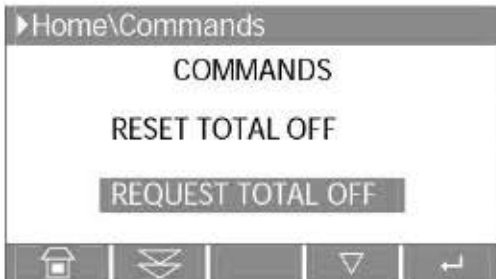 ▶Home\Commands
COMMANDS
RESET TOTAL OFF
REQUEST TOTAL OFF